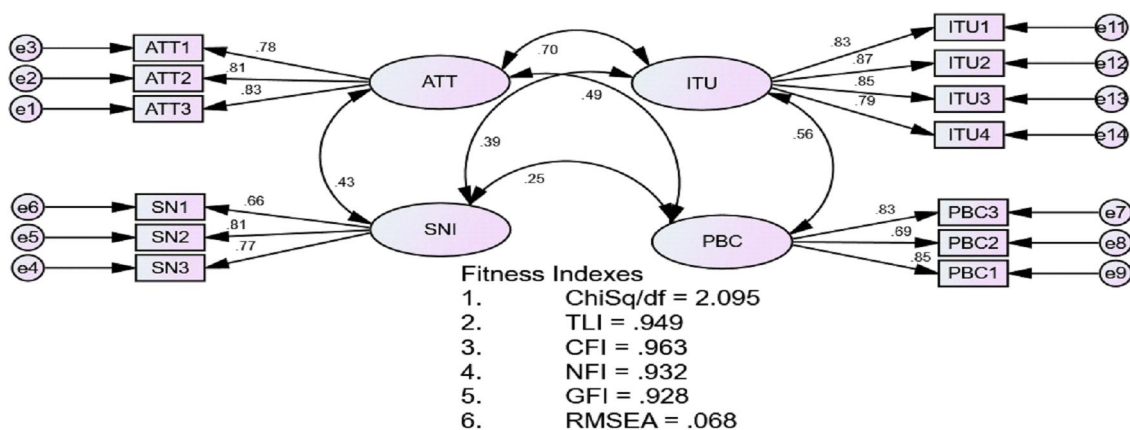 e3 ATT1 .78 ATT .70 ITU .83 ITU1 e11
e2 ATT2 .81 .87 ITU2 e12
e1 ATT3 .83 .49 .85 ITU3 e13
.39 .79 ITU4 e14
.56
.43 .25
e6 SN1 .66
e5 SN2 .81 SNI PBC .83 PBC3 e7
e4 SN3 .77 .69 PBC2 e8
.85 PBC1 e9
Fitness Indexes
1. ChiSq/df = 2.095
2. TLI = .949
3. CFI = .963
4. NFI = .932
5. GFI = .928
6. RMSEA = .068